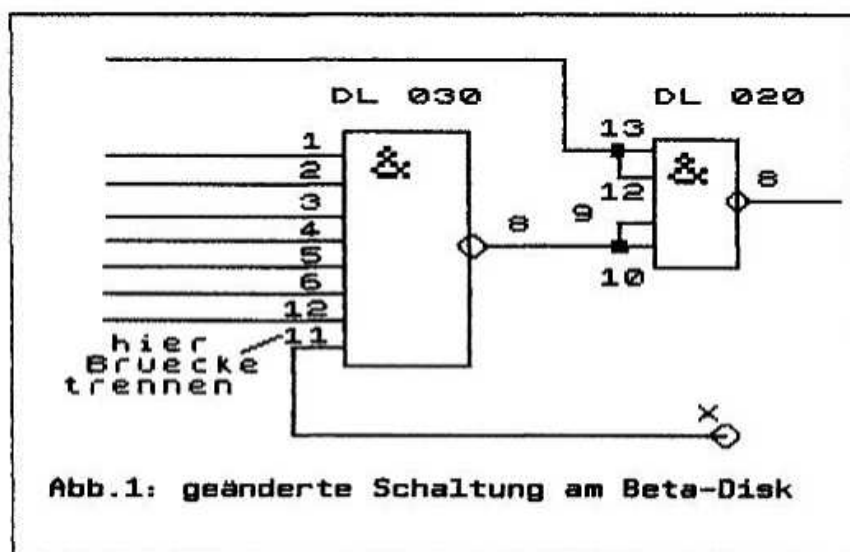 DL 030
DL 020
1
2
3
4
5
6
12
11
8
13
12
9
10
8
hier
Bruecke
trennen
&
&
X
Abb.1: geänderte Schaltung am Beta-Disk